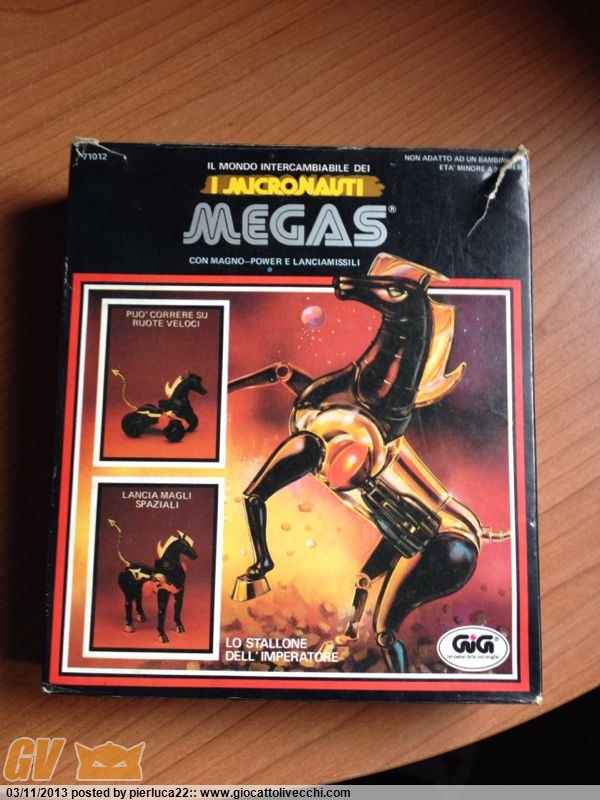 71012
NON ADATTO AD UN BAMBINO
ETA' MINORE A
IL MONDO INTERCAMBIABILE DEI
I MICRONAUTI
MEGAS®
CON MAGNO-POWER E LANCIAMISSILI
PUO' CORRERE SU
RUOTE VELOCI
LANCIA MAGLI
SPAZIALI
LO STALLONE
DELL'IMPERATORE
GiG®
GV
03/11/2013 posted by pierluca22:: www.giocattolivecchi.com